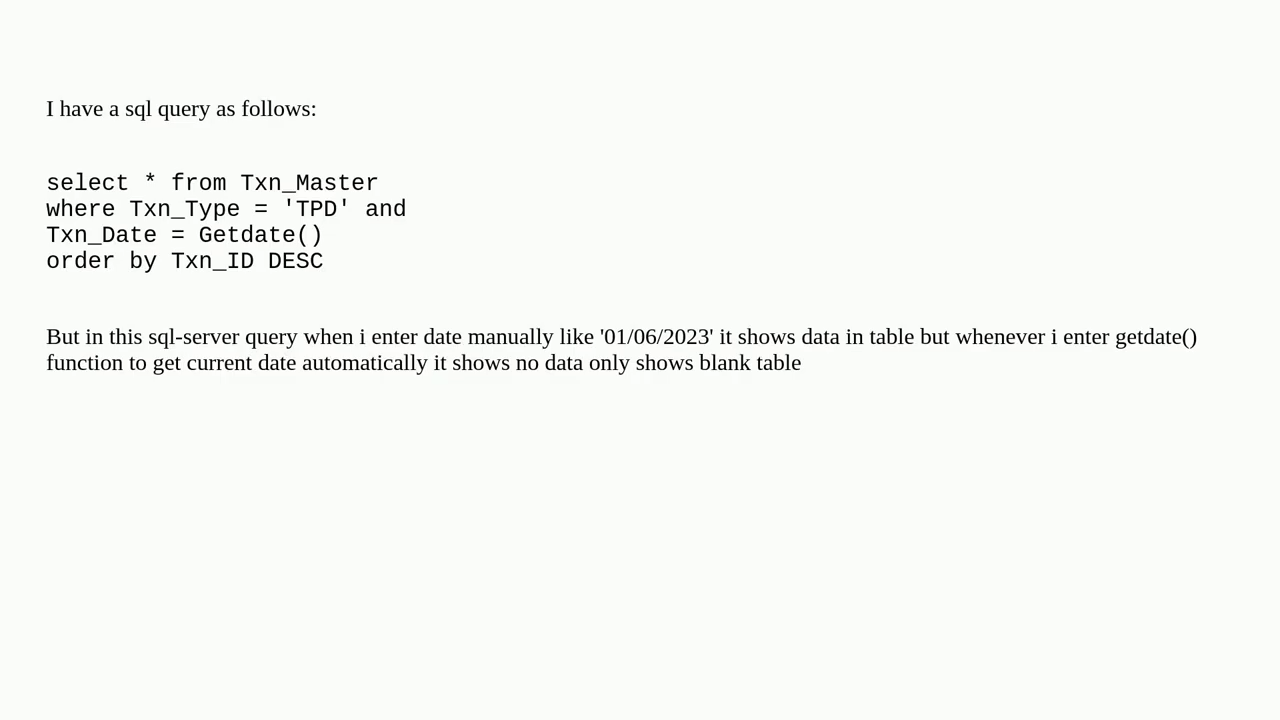 I have a sql query as follows:
select * from Txn_Master
where Txn_Type = 'TPD' and
Txn_Date = Getdate()
order by Txn_ID DESC
But in this sql-server query when i enter date manually like '01/06/2023' it shows data in table but whenever i enter getdate()
function to get current date automatically it shows no data only shows blank table